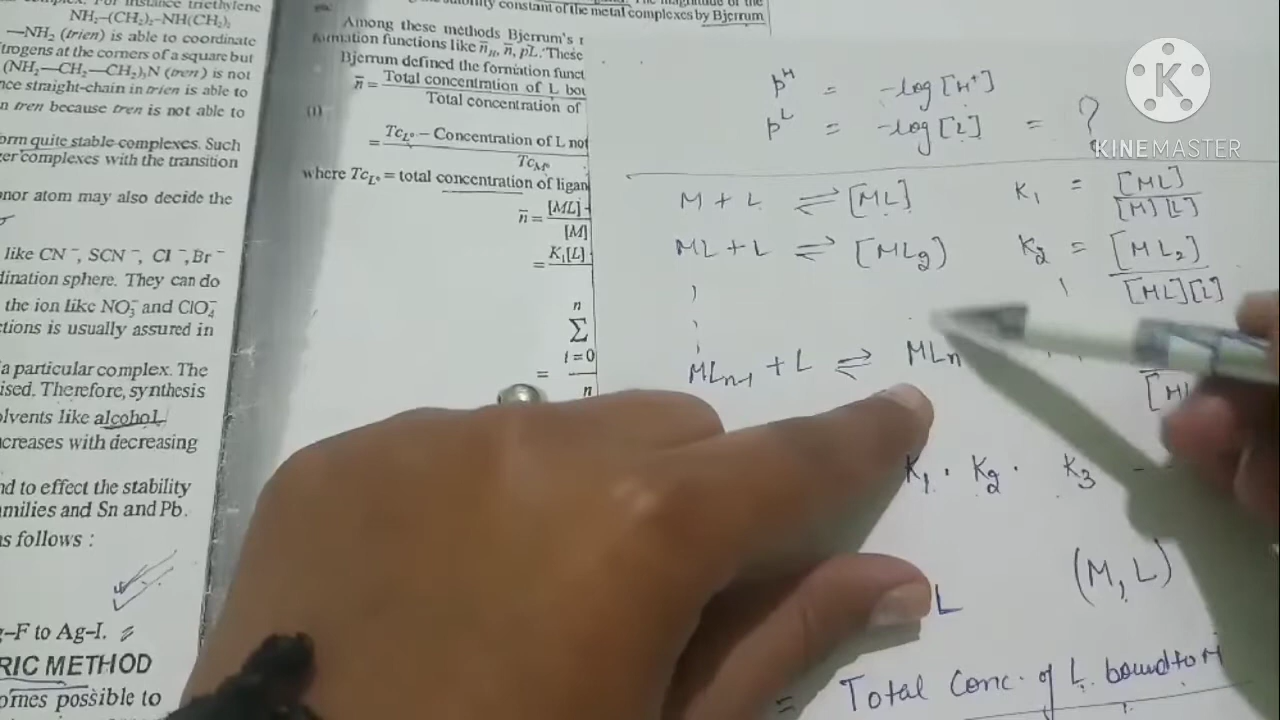 NH₂–(CH₂)₂–NH(CH₂)₂
—NH₂ (trien) is able to coordinate
trogens at the corners of a square but
(NH₂—CH₂—CH₂)₃N (tren) is not
nce straight-chain in trien is able to
n tren because tren is not able to
orm quite stable complexes. Such
ger complexes with the transition
onor atom may also decide the
like CN⁻, SCN⁻, Cl⁻, Br⁻
dination sphere. They can do
the ion like NO₃⁻ and ClO₄⁻
ctions is usually assured in
a particular complex. The
ised. Therefore, synthesis
olvents like alcohol.
ncreases with decreasing
nd to effect the stability
amilies and Sn and Pb.
as follows :
g–F to Ag–I.
RIC METHOD
omes possible to
stability constant of the metal complexes by Bjerrum
Among these methods Bjerrum's
formation functions like n̄_H, n̄, pL. These
Bjerrum defined the formation funct
n̄ = Total concentration of L bou
Total concentration of
(i)
= Tc_L° – Concentration of L not
Tc_M°
where Tc_L° = total concentration of ligan
n̄ = [ML]
[M]
= K₁[L]
n
Σ
i=0
=
n
KINEMASTER
pH = -log[H⁺]
pL = -log[L] = ?
M + L ⇌ [ML] K₁ = [ML]
[M][L]
ML + L ⇌ [ML₂] K₂ = [ML₂]
[ML][L]
MLn-1 + L ⇌ MLn
[ML
K₁ · K₂ · K₃ --
L (M, L)
= Total Conc. of L bound to M